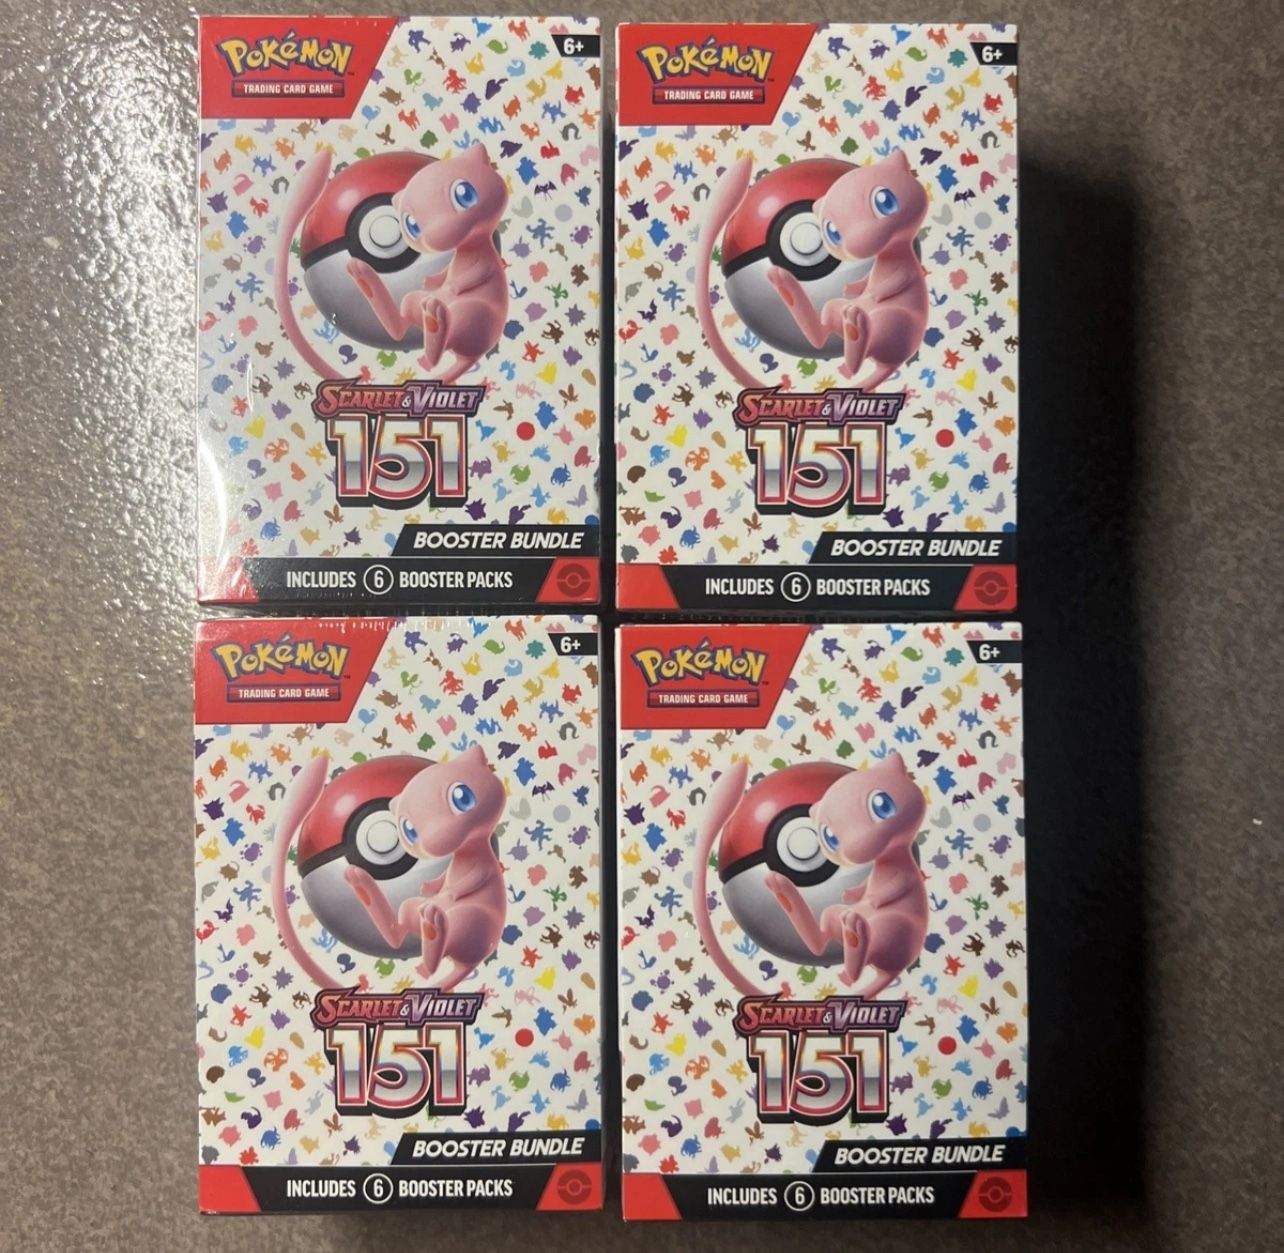 POKéMON
TRADING CARD GAME
6+
SCARLET & VIOLET
151
BOOSTER BUNDLE
INCLUDES 6 BOOSTER PACKS
POKéMON
TRADING CARD GAME
6+
SCARLET & VIOLET
151
BOOSTER BUNDLE
INCLUDES 6 BOOSTER PACKS
POKéMON
TRADING CARD GAME
6+
SCARLET & VIOLET
151
BOOSTER BUNDLE
INCLUDES 6 BOOSTER PACKS
POKéMON
TRADING CARD GAME
6+
SCARLET & VIOLET
151
BOOSTER BUNDLE
INCLUDES 6 BOOSTER PACKS